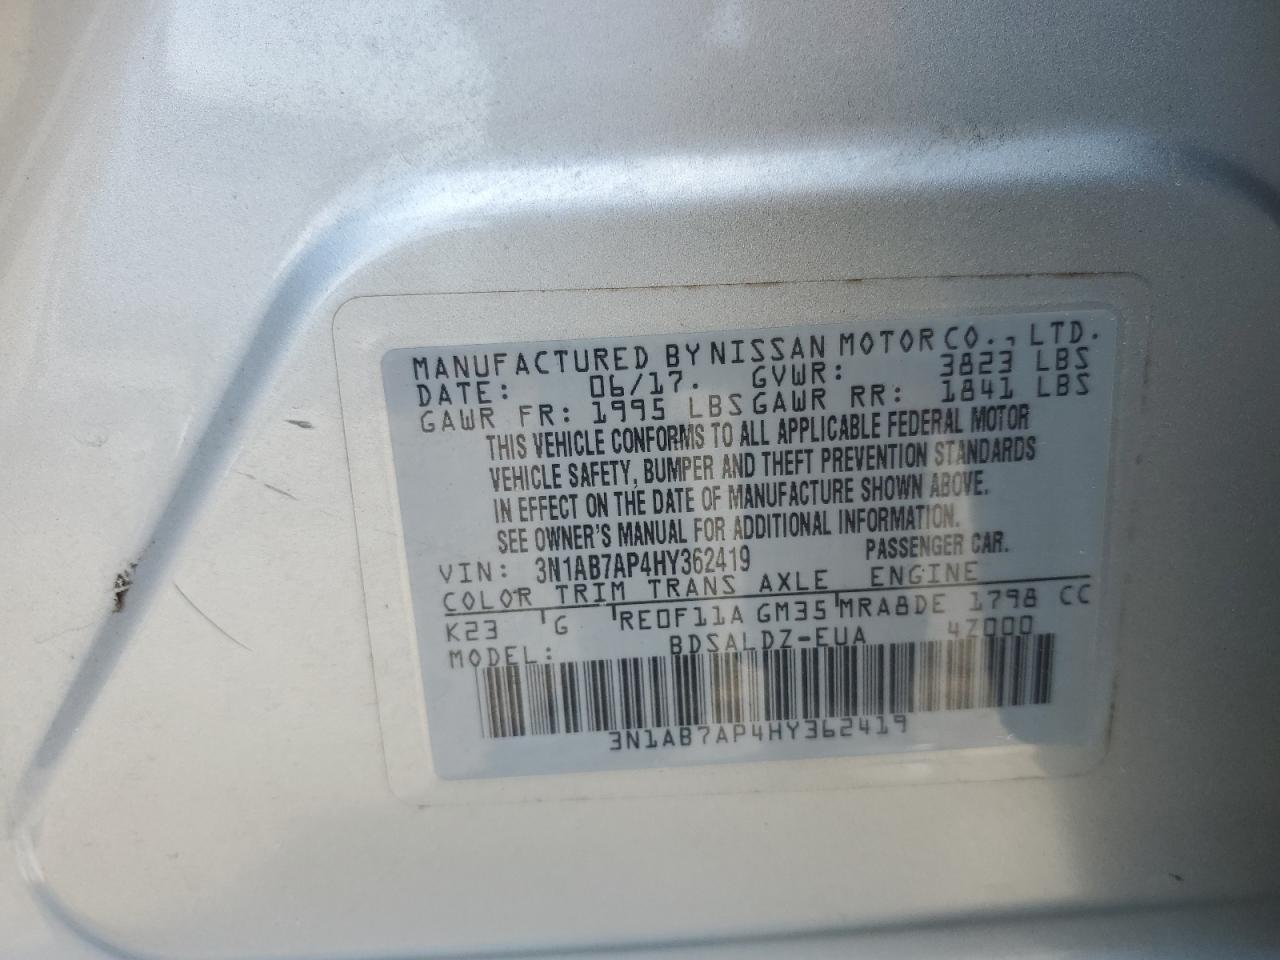 MANUFACTURED BY NISSAN MOTOR CO., LTD.
DATE: 06/17. GVWR: 3823 LBS
GAWR FR: 1995 LBS GAWR RR: 1841 LBS
THIS VEHICLE CONFORMS TO ALL APPLICABLE FEDERAL MOTOR
VEHICLE SAFETY, BUMPER AND THEFT PREVENTION STANDARDS
IN EFFECT ON THE DATE OF MANUFACTURE SHOWN ABOVE.
SEE OWNER'S MANUAL FOR ADDITIONAL INFORMATION.
VIN: 3N1AB7AP4HY362419 PASSENGER CAR.
COLOR TRIM TRANS AXLE ENGINE
K23 G RE0F11A GM35 MRA8DE 1798 CC
MODEL: BDSALDZ-EUA 4Z000
3N1AB7AP4HY362419